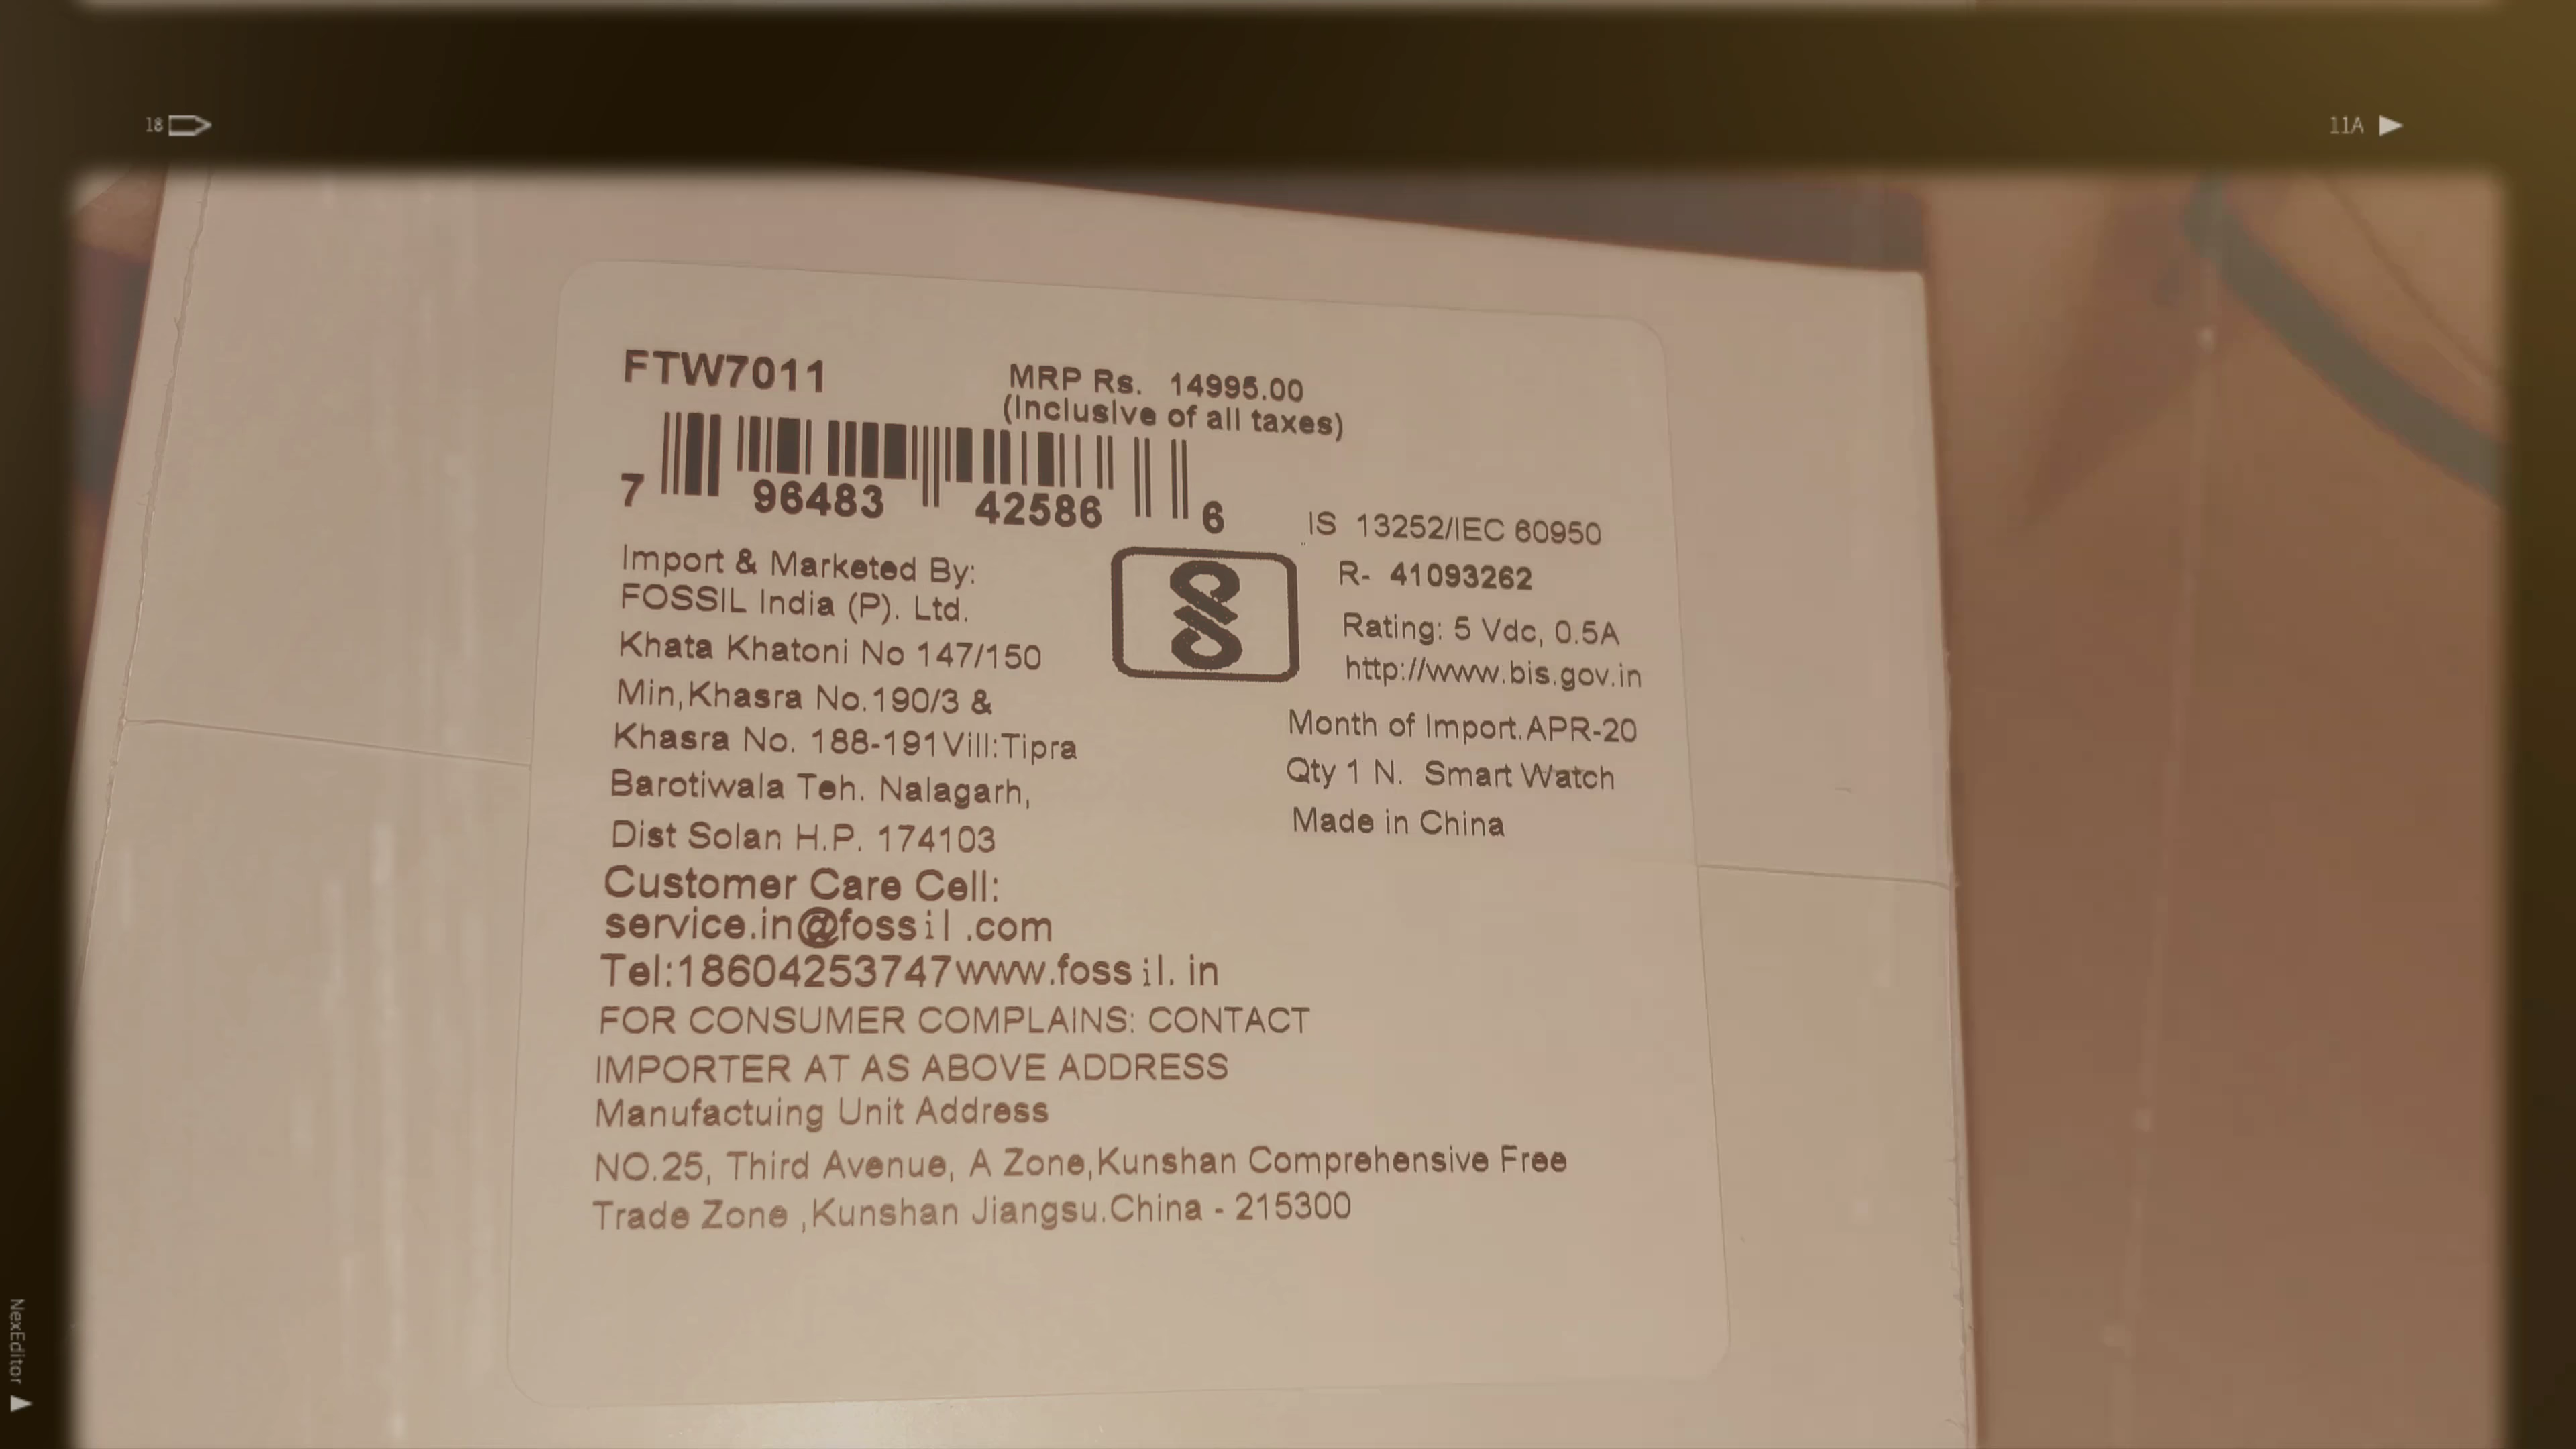 18
11A
FTW7011
MRP Rs. 14995.00
(Inclusive of all taxes)
7 96483 42586 6
IS 13252/IEC 60950
R- 41093262
Rating: 5 Vdc, 0.5A
http://www.bis.gov.in
Month of Import.APR-20
Qty 1 N. Smart Watch
Made in China
Import & Marketed By:
FOSSIL India (P). Ltd.
Khata Khatoni No 147/150
Min,Khasra No.190/3 &
Khasra No. 188-191Vill:Tipra
Barotiwala Teh. Nalagarh,
Dist Solan H.P. 174103
Customer Care Cell:
service.in@fossil .com
Tel:18604253747www.fossil. in
FOR CONSUMER COMPLAINS: CONTACT
IMPORTER AT AS ABOVE ADDRESS
Manufactuing Unit Address
NO.25, Third Avenue, A Zone,Kunshan Comprehensive Free
Trade Zone ,Kunshan Jiangsu.China - 215300
NexEditor